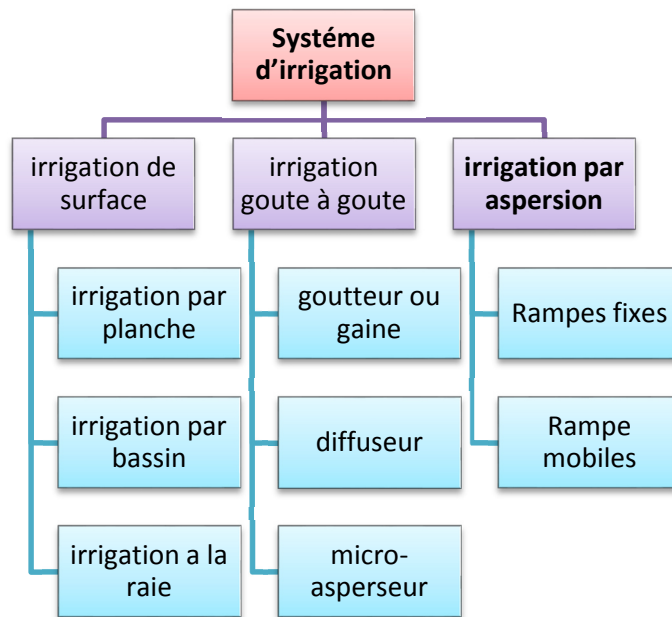 Systéme
d'irrigation
irrigation de
surface
irrigation
goute à goute
irrigation par
aspersion
irrigation par
planche
goutteur ou
gaine
Rampes fixes
irrigation par
bassin
diffuseur
Rampe
mobiles
irrigation a la
raie
micro-
asperseur